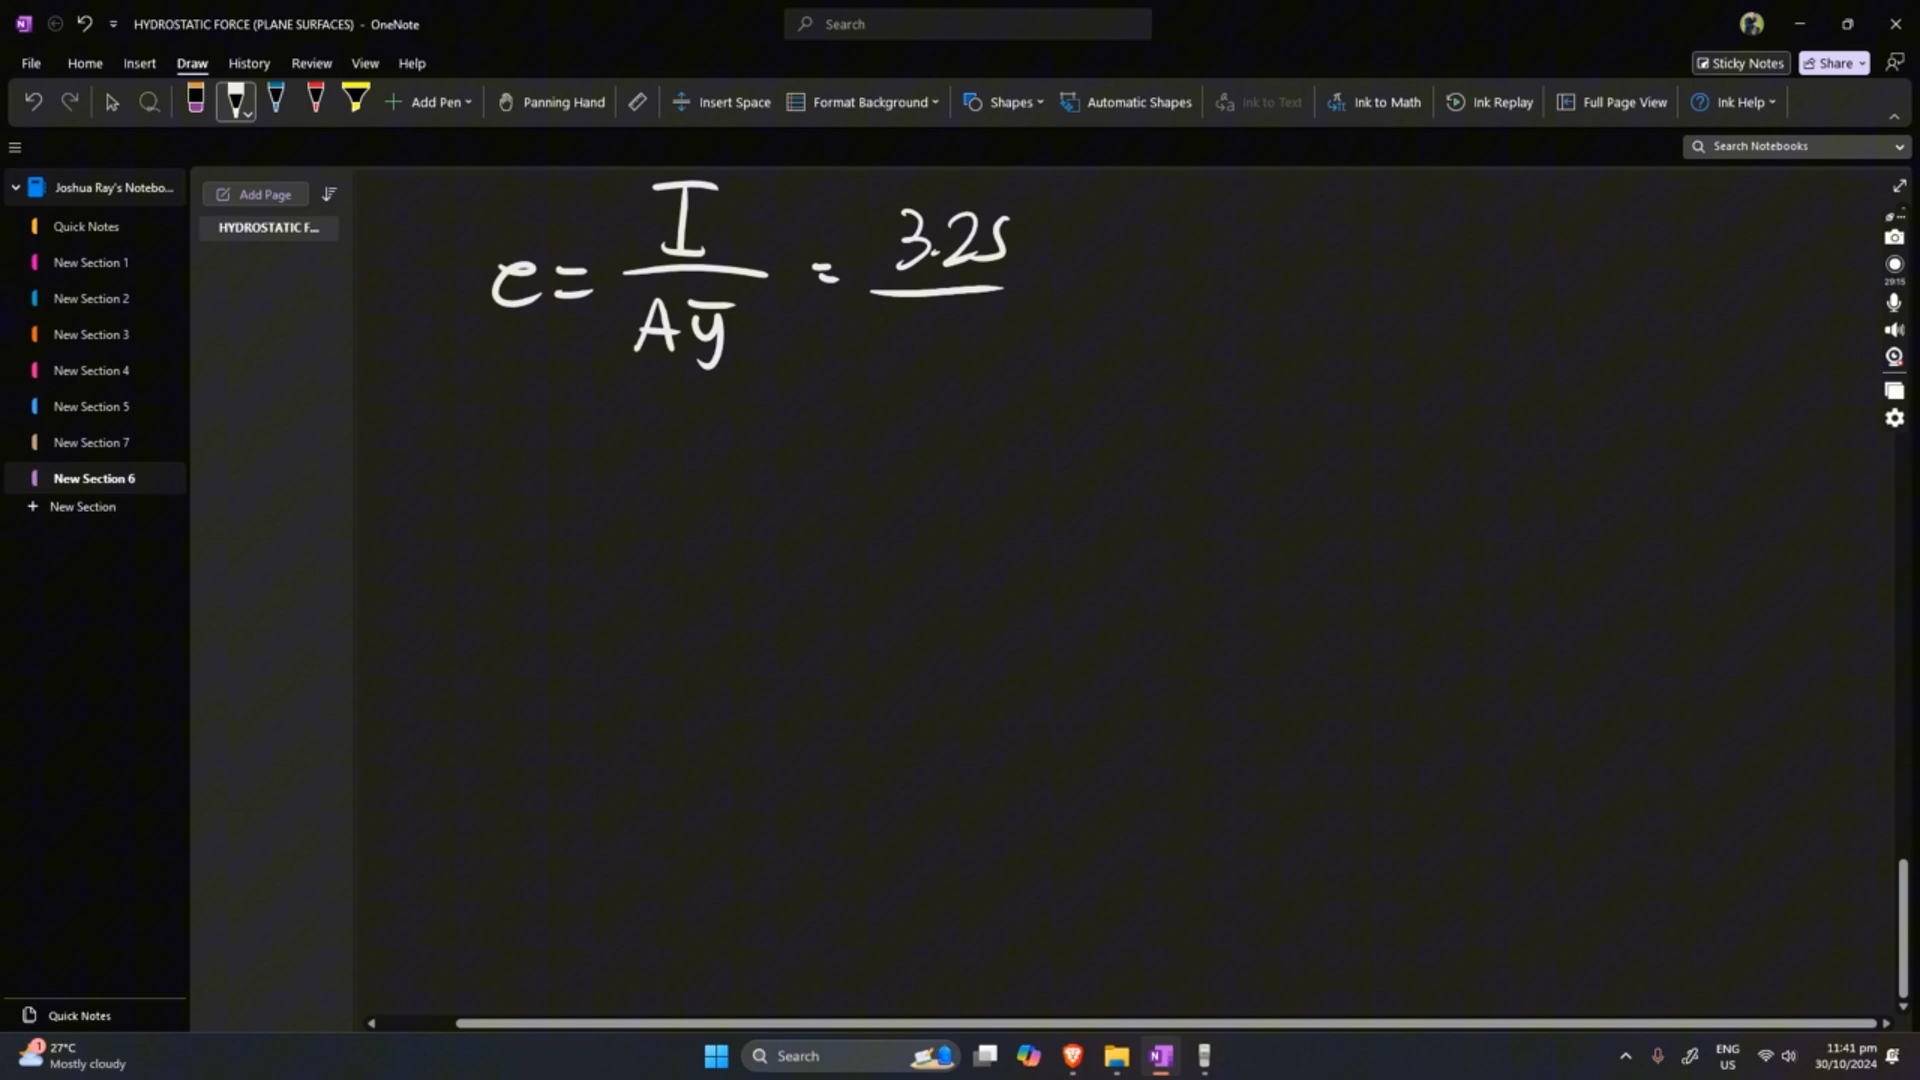 HYDROSTATIC FORCE (PLANE SURFACES) - OneNote
Search
File Home Insert Draw History Review View Help
Sticky Notes
Share
Add Pen
Panning Hand
Insert Space
Format Background
Shapes
Automatic Shapes
Ink to Text
Ink to Math
Ink Replay
Full Page View
Ink Help
Search Notebooks
Joshua Ray's Notebo...
Add Page
Quick Notes
HYDROSTATIC F...
New Section 1
New Section 2
New Section 3
New Section 4
New Section 5
New Section 7
New Section 6
New Section
e = I / Aȳ = 3.25
29:15
Quick Notes
1
27°C
Mostly cloudy
Search
ENG
US
11:41 pm
30/10/2024